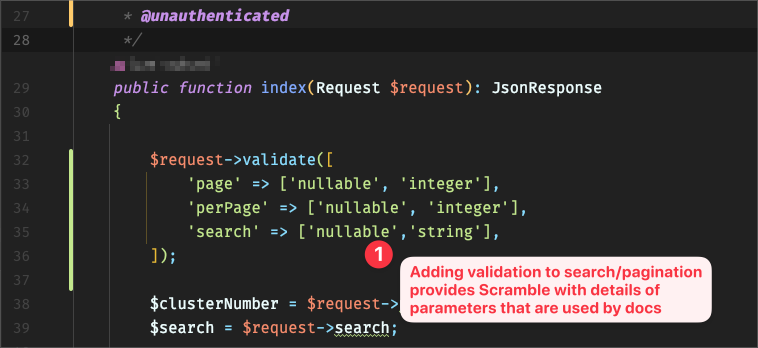 27 * @unauthenticated
28 */
29 public function index(Request $request): JsonResponse
30 {
31
32 $request->validate([
33 'page' => ['nullable', 'integer'],
34 'perPage' => ['nullable', 'integer'],
35 'search' => ['nullable','string'],
36 ]);
1
Adding validation to search/pagination
provides Scramble with details of
parameters that are used by docs
37
38 $clusterNumber = $request->
39 $search = $request->search;